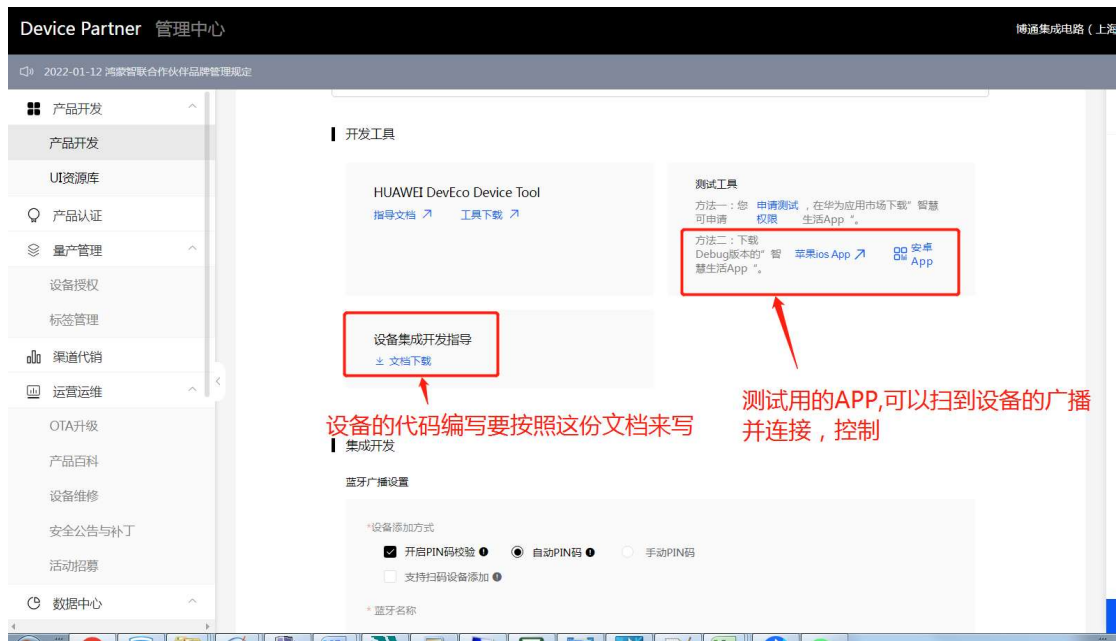 Device Partner 管理中心
博通集成电路（上海
2022-01-12 鸿蒙智联合作伙伴品牌管理规定
产品开发
产品开发
UI资源库
产品认证
量产管理
设备授权
标签管理
渠道代销
运营运维
OTA升级
产品百科
设备维修
安全公告与补丁
活动招募
数据中心
开发工具
HUAWEI DevEco Device Tool
指导文档
工具下载
测试工具
方法一：您可申请 申请测试权限 ，在华为应用市场下载“智慧生活App“。
方法二：下载
Debug版本的“智慧生活App“。
苹果ios App
安卓
App
设备集成开发指导
文档下载
设备的代码编写要按照这份文档来写
测试用的APP,可以扫到设备的广播
并连接，控制
集成开发
蓝牙广播设置
*设备添加方式
开启PIN码校验
自动PIN码
手动PIN码
支持扫码设备添加
* 蓝牙名称